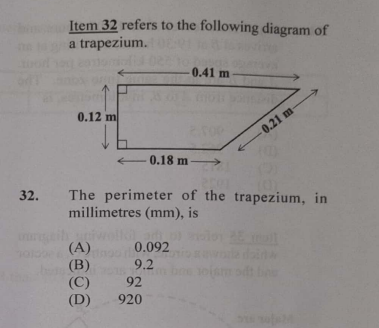 Item 32 refers to the following diagram of
a trapezium.
0.41 m
0.12 m
0.21 m
0.18 m
32. The perimeter of the trapezium, in
millimetres (mm), is
(A) 0.092
(B) 9.2
(C) 92
(D) 920